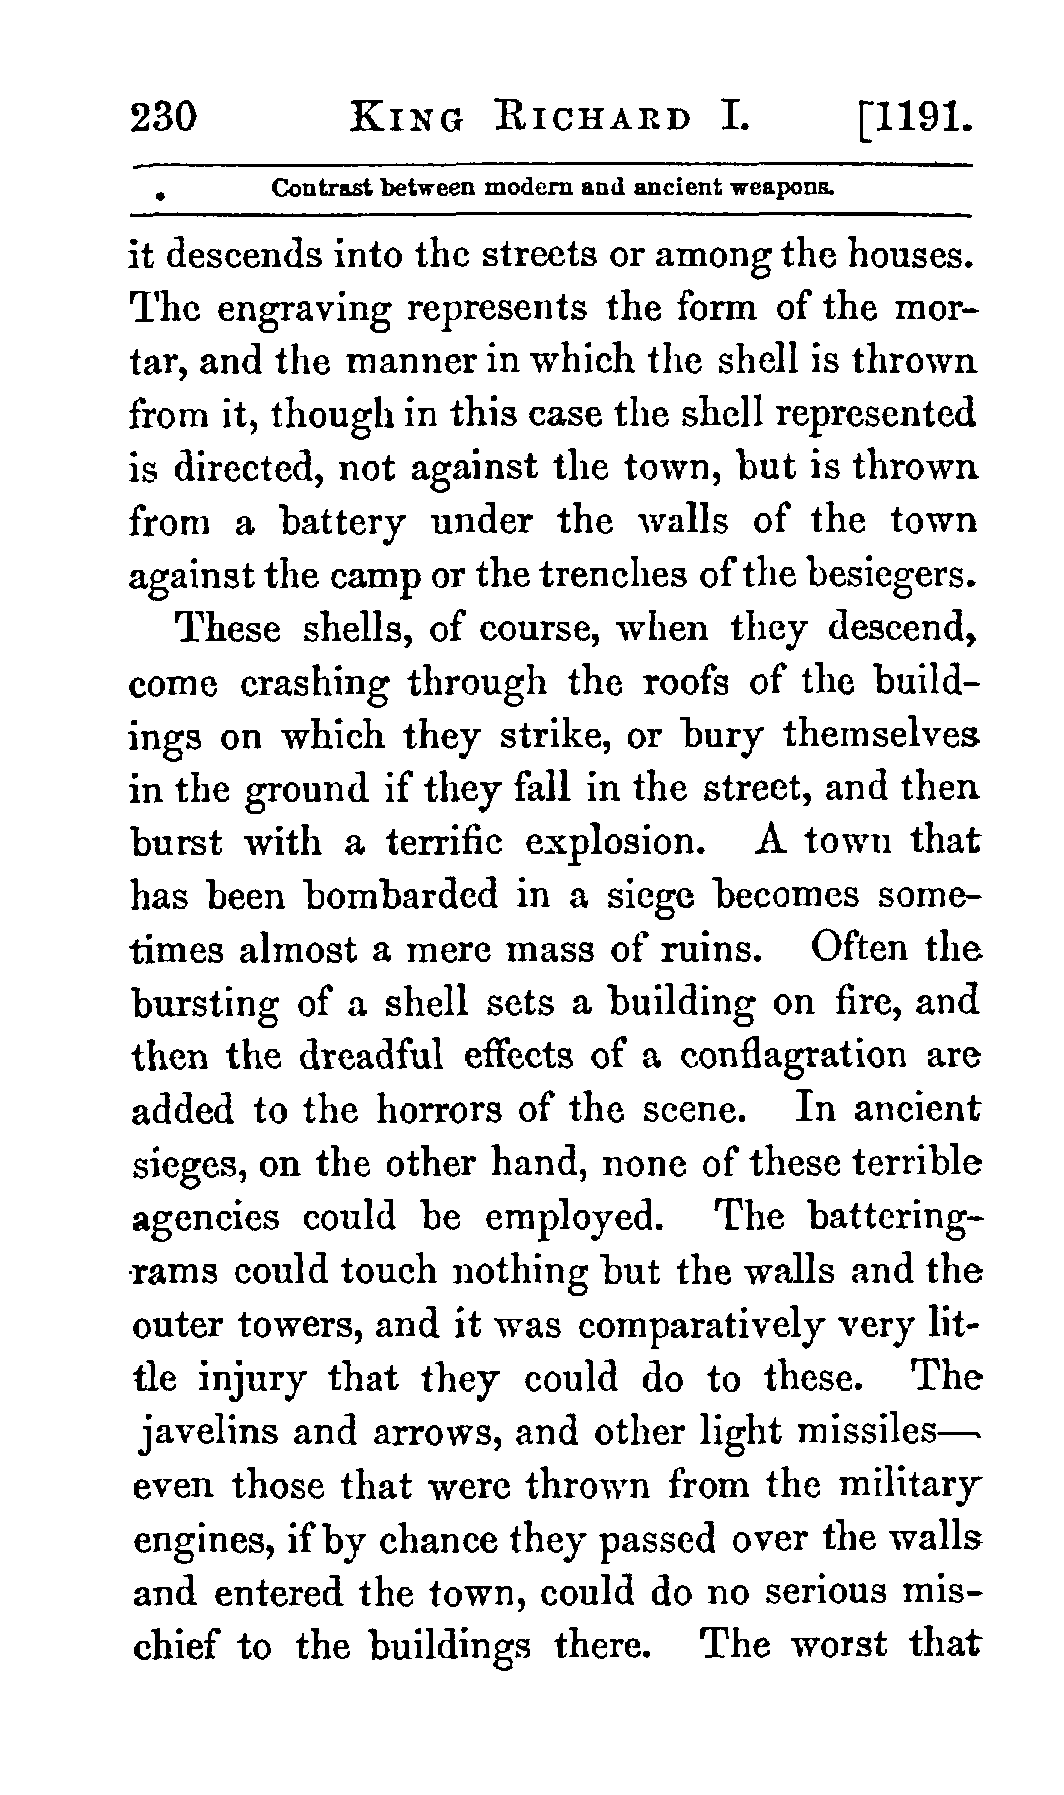 230 KING RICHARD I. [1191.
Contrast between modern and ancient weapons.
it descends into the streets or among the houses.
The engraving represents the form of the mor-
tar, and the manner in which the shell is thrown
from it, though in this case the shell represented
is directed, not against the town, but is thrown
from a battery under the walls of the town
against the camp or the trenches of the besiegers.
These shells, of course, when they descend,
come crashing through the roofs of the build-
ings on which they strike, or bury themselves
in the ground if they fall in the street, and then
burst with a terrific explosion. A town that
has been bombarded in a siege becomes some-
times almost a mere mass of ruins. Often the
bursting of a shell sets a building on fire, and
then the dreadful effects of a conflagration are
added to the horrors of the scene. In ancient
sieges, on the other hand, none of these terrible
agencies could be employed. The battering-
rams could touch nothing but the walls and the
outer towers, and it was comparatively very lit-
tle injury that they could do to these. The
javelins and arrows, and other light missiles—
even those that were thrown from the military
engines, if by chance they passed over the walls
and entered the town, could do no serious mis-
chief to the buildings there. The worst that